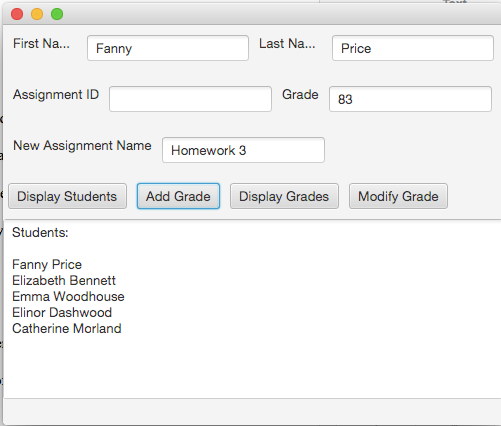 First Na... Fanny Last Na... Price
Assignment ID Grade 83
New Assignment Name Homework 3
Display Students Add Grade Display Grades Modify Grade
Students:
Fanny Price
Elizabeth Bennett
Emma Woodhouse
Elinor Dashwood
Catherine Morland